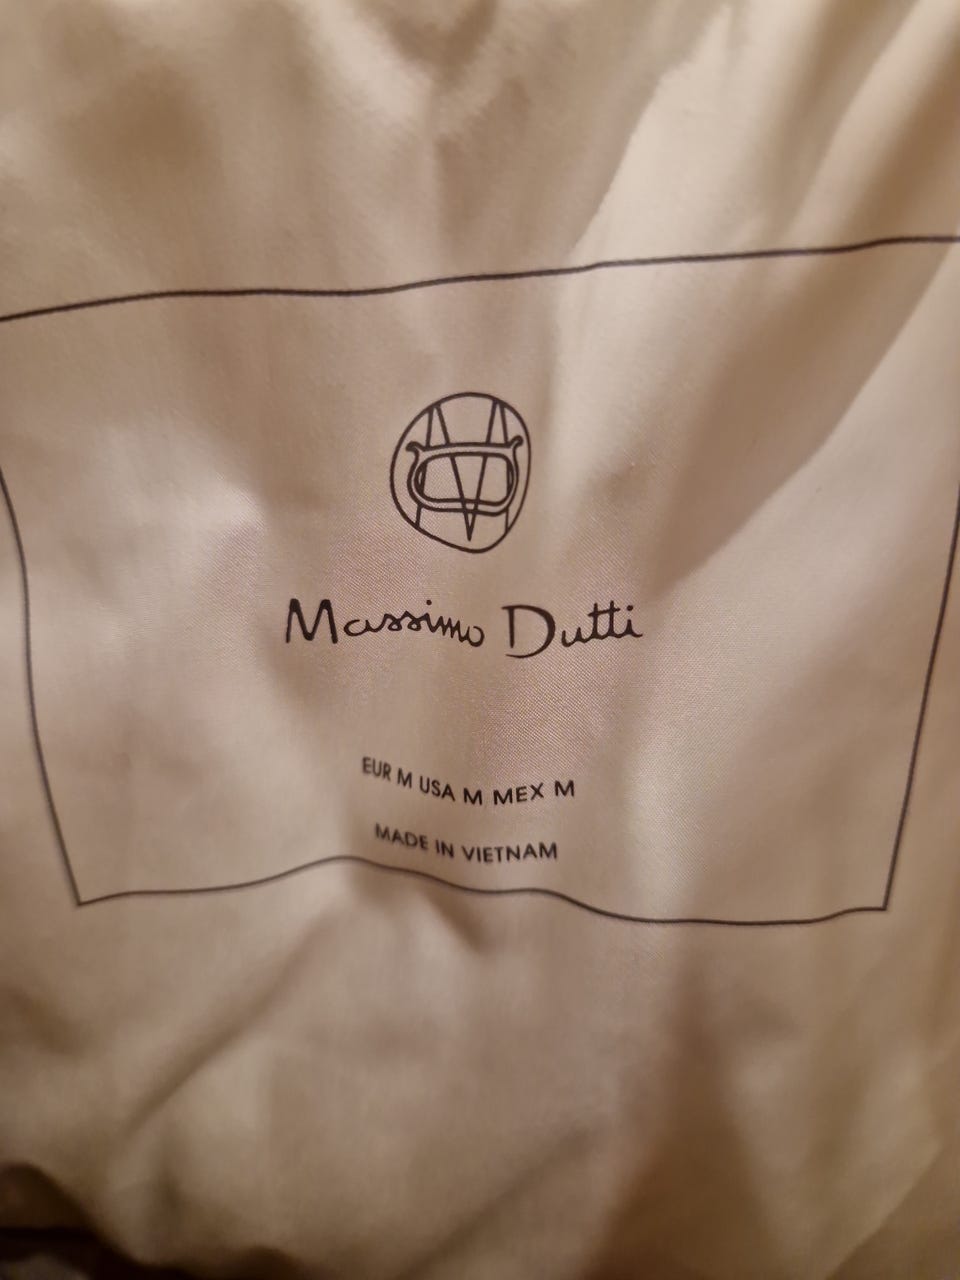 Massimo Dutti
EUR M USA M MEX M
MADE IN VIETNAM